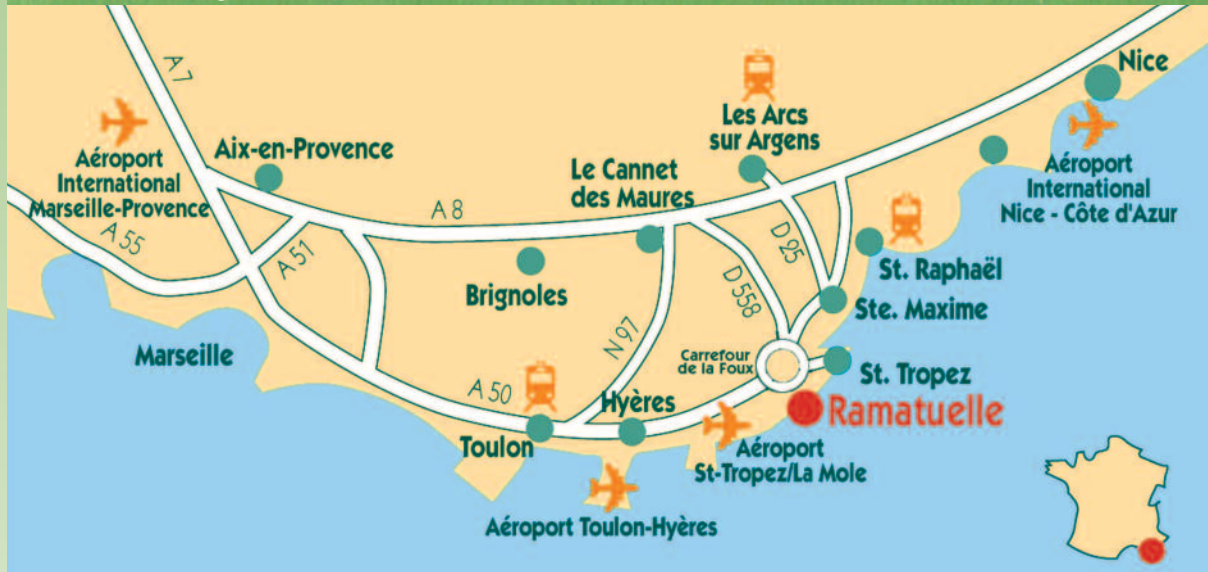 A 7
Nice
Les Arcs
sur Argens
Aix-en-Provence
Aéroport
International
Marseille-Provence
Le Cannet
des Maures
Aéroport
International
Nice - Côte d'Azur
A 8
A 55
A 51
D 25
St. Raphaël
Brignoles
D 558
Ste. Maxime
N 97
Marseille
Carrefour
de la Foux
St. Tropez
A 50
Hyères
Ramatuelle
Toulon
Aéroport
St-Tropez/La Mole
Aéroport Toulon-Hyères